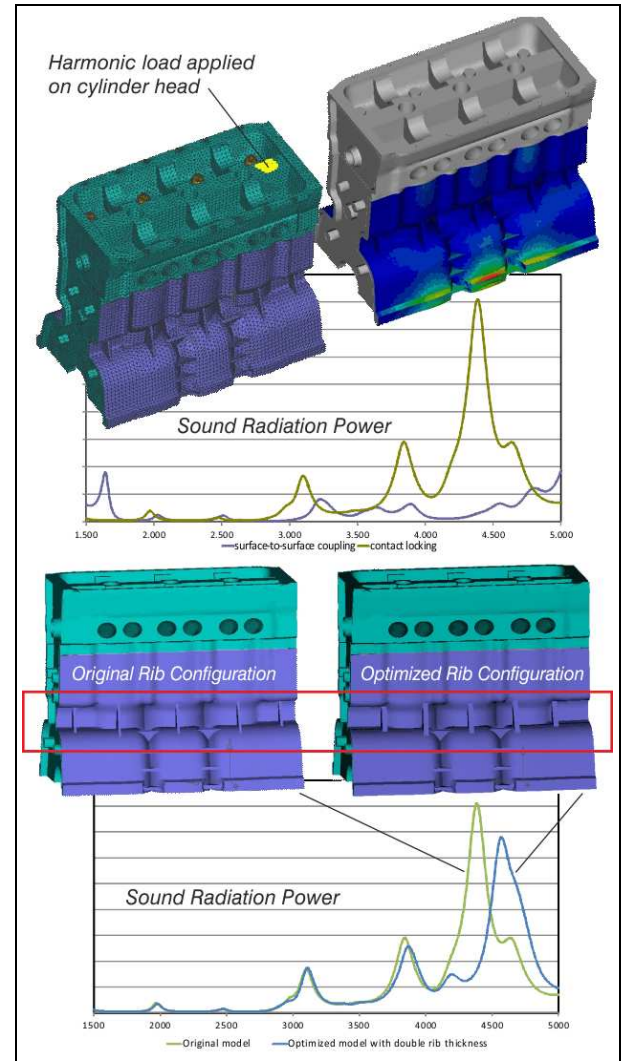 Harmonic load applied
on cylinder head
Sound Radiation Power
1.500 2.000 2.500 3.000 3.500 4.000 4.500 5.000
surface-to-surface coupling contact locking
Original Rib Configuration
Optimized Rib Configuration
Sound Radiation Power
1500 2000 2500 3000 3500 4000 4500 5000
Original model Optimized model with double rib thickness